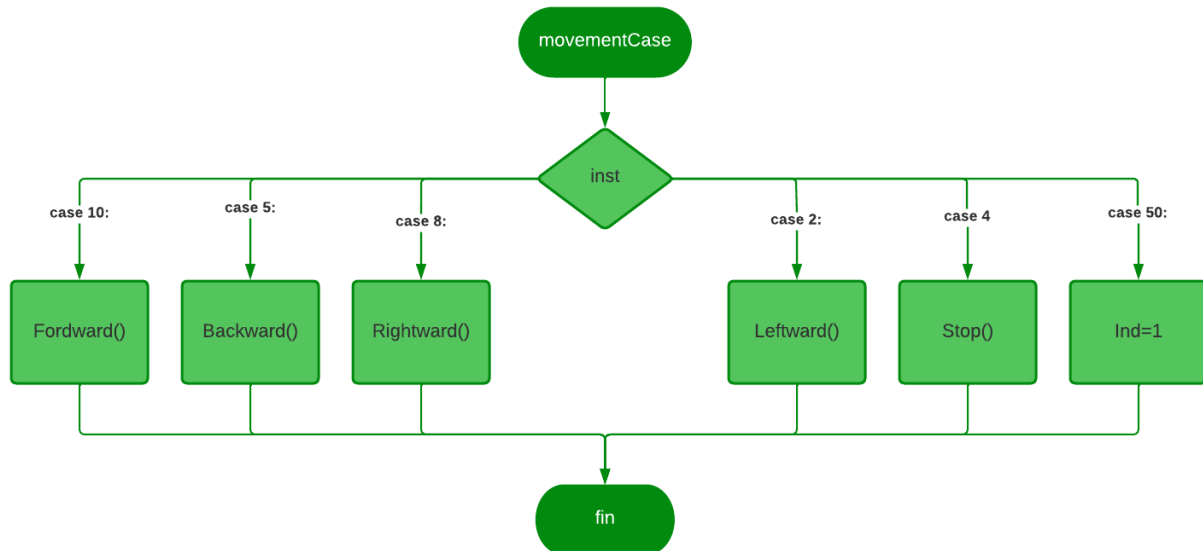 movementCase
inst
case 10:
case 5:
case 8:
case 2:
case 4
case 50:
Fordward()
Backward()
Rightward()
Leftward()
Stop()
Ind=1
fin